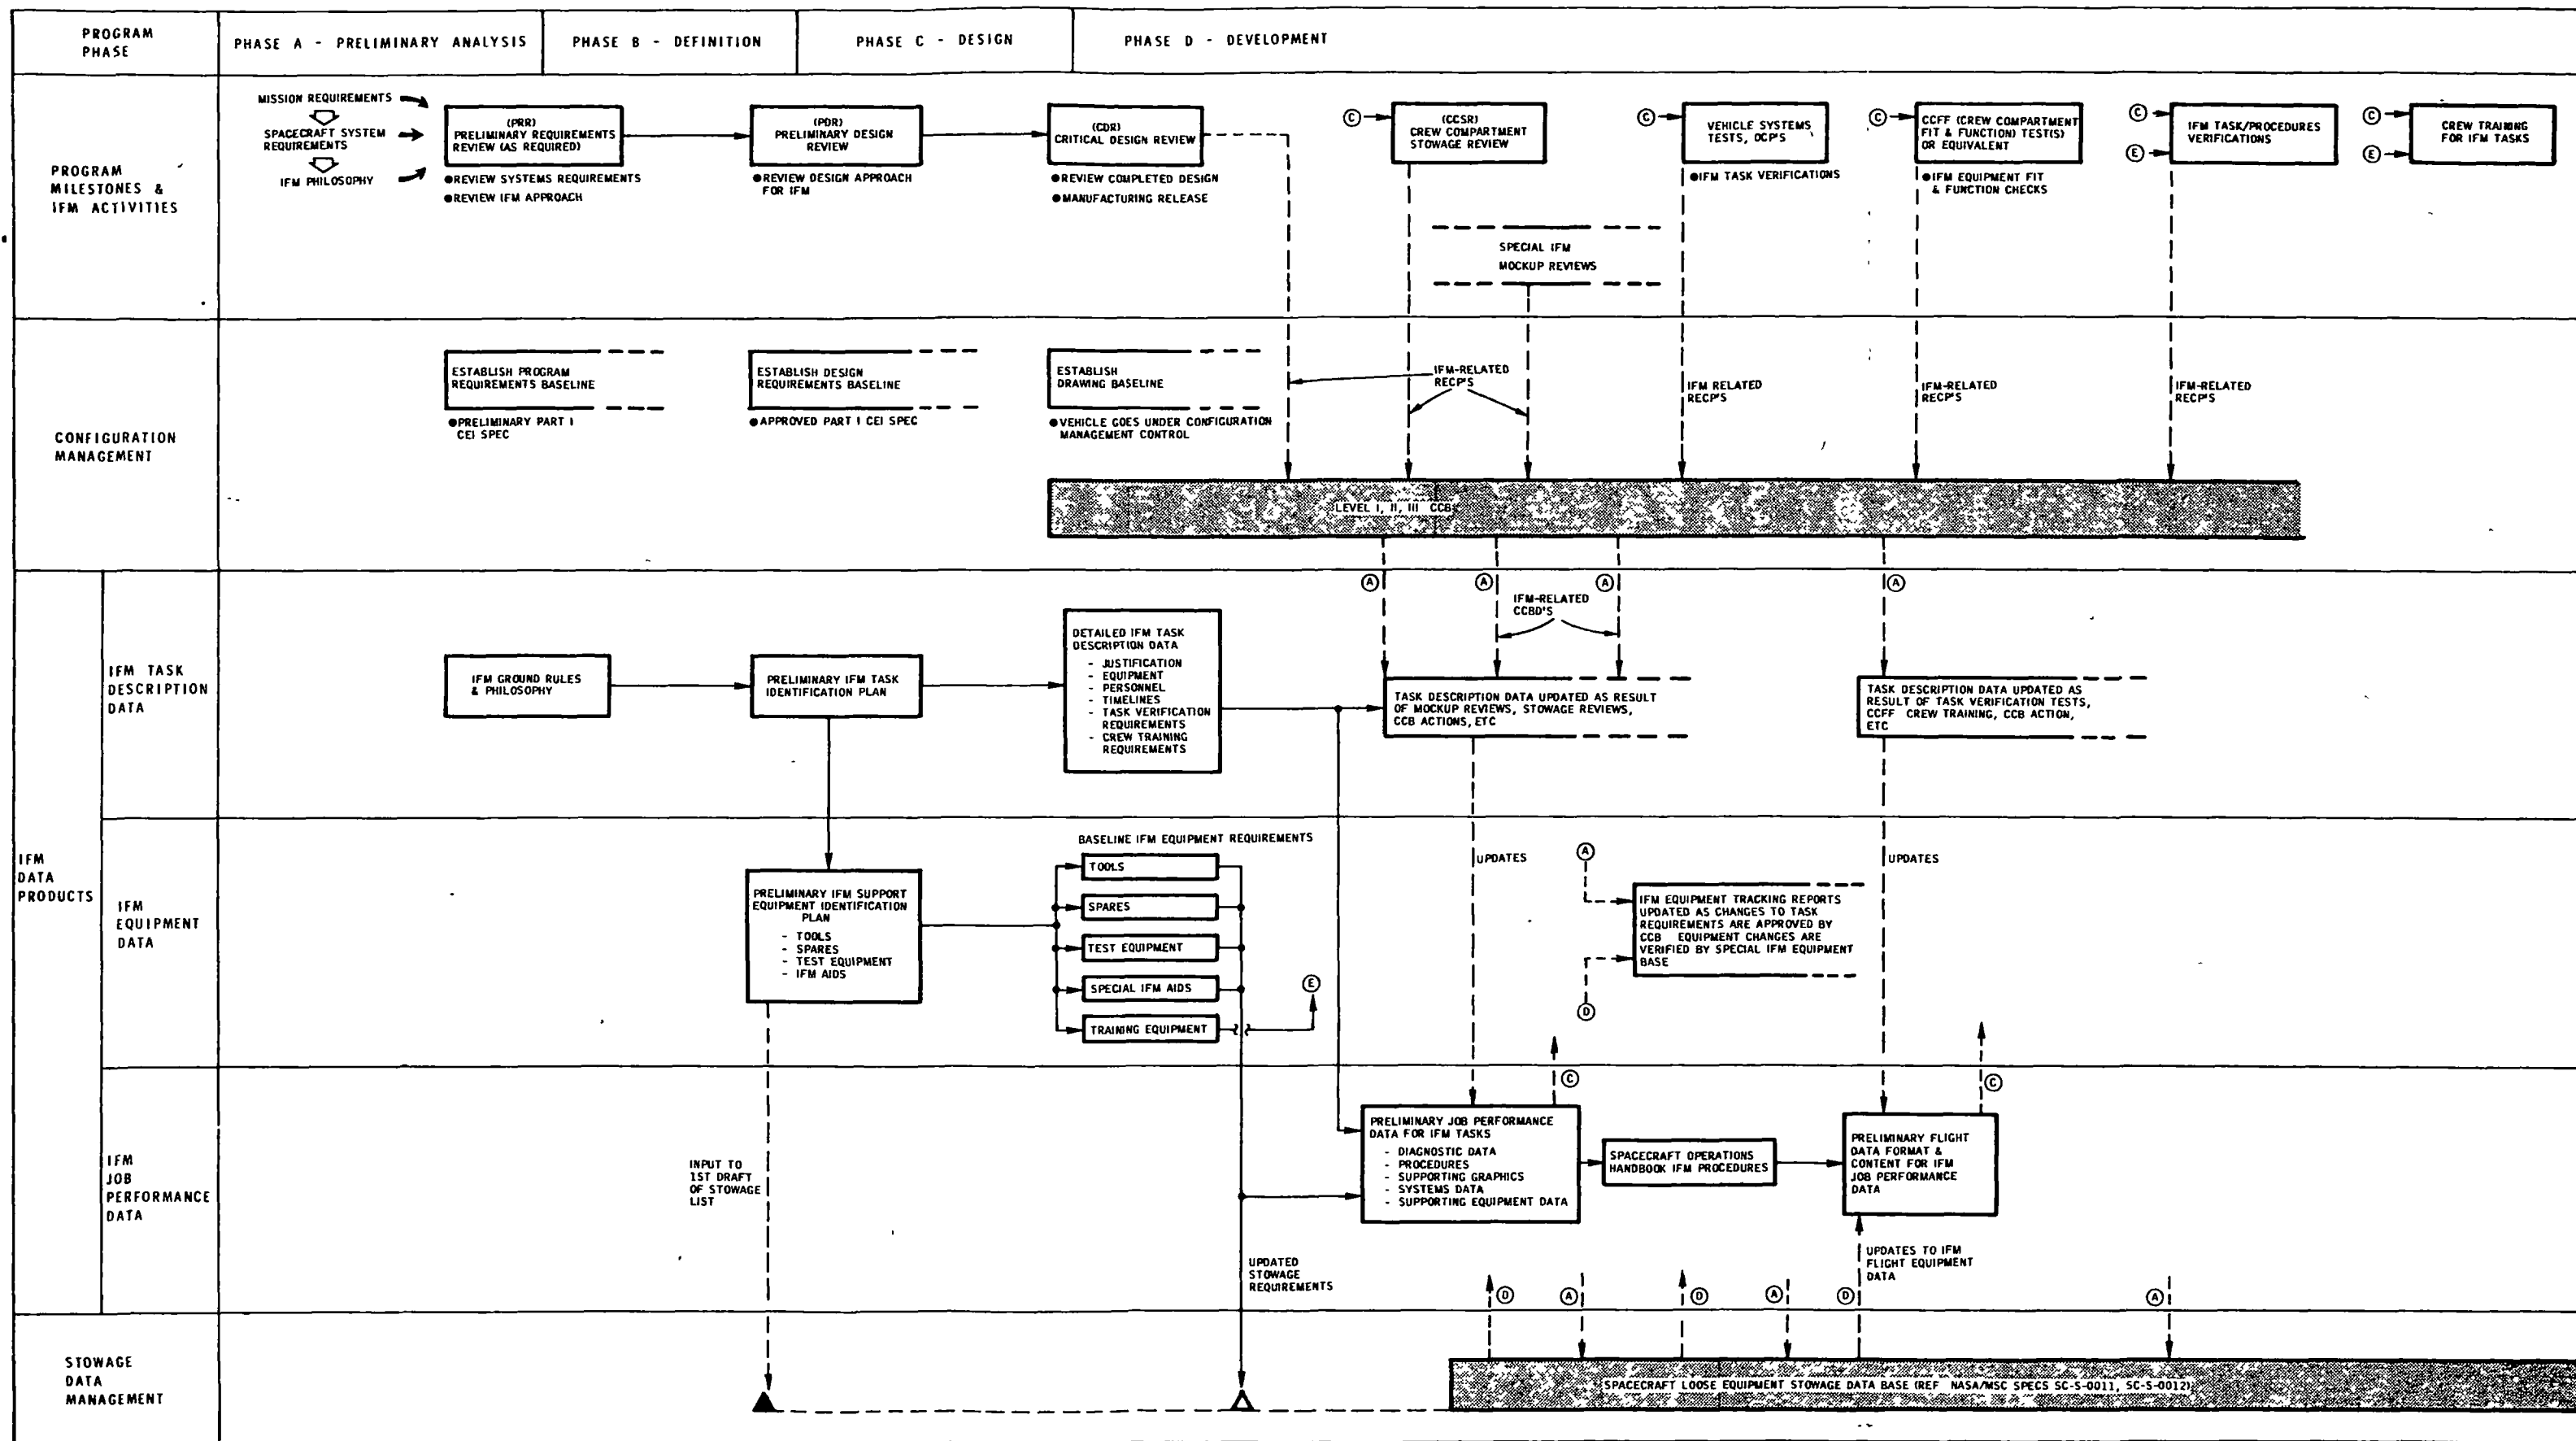 PROGRAM
PHASE
PHASE A - PRELIMINARY ANALYSIS
PHASE B - DEFINITION
PHASE C - DESIGN
PHASE D - DEVELOPMENT
PROGRAM
MILESTONES &
IFM ACTIVITIES
MISSION REQUIREMENTS
SPACECRAFT SYSTEM
REQUIREMENTS
IFM PHILOSOPHY
(PRR)
PRELIMINARY REQUIREMENTS
REVIEW (AS REQUIRED)
●REVIEW SYSTEMS REQUIREMENTS
●REVIEW IFM APPROACH
(PDR)
PRELIMINARY DESIGN
REVIEW
●REVIEW DESIGN APPROACH
FOR IFM
(CDR)
CRITICAL DESIGN REVIEW
●REVIEW COMPLETED DESIGN
●MANUFACTURING RELEASE
C
(CCSR)
CREW COMPARTMENT
STOWAGE REVIEW
SPECIAL IFM
MOCKUP REVIEWS
C
VEHICLE SYSTEMS
TESTS, OCP'S
●IFM TASK VERIFICATIONS
C
CCFF (CREW COMPARTMENT
FIT & FUNCTION) TEST(S)
OR EQUIVALENT
●IFM EQUIPMENT FIT
& FUNCTION CHECKS
C
E
IFM TASK/PROCEDURES
VERIFICATIONS
C
E
CREW TRAINING
FOR IFM TASKS
CONFIGURATION
MANAGEMENT
ESTABLISH PROGRAM
REQUIREMENTS BASELINE
●PRELIMINARY PART I
CEI SPEC
ESTABLISH DESIGN
REQUIREMENTS BASELINE
●APPROVED PART I CEI SPEC
ESTABLISH
DRAWING BASELINE
●VEHICLE GOES UNDER CONFIGURATION
MANAGEMENT CONTROL
IFM-RELATED
RECP'S
IFM RELATED
RECP'S
IFM-RELATED
RECP'S
IFM-RELATED
RECP'S
LEVEL I, II, III CCB
IFM
DATA
PRODUCTS
IFM TASK
DESCRIPTION
DATA
IFM GROUND RULES
& PHILOSOPHY
PRELIMINARY IFM TASK
IDENTIFICATION PLAN
DETAILED IFM TASK
DESCRIPTION DATA
- JUSTIFICATION
- EQUIPMENT
- PERSONNEL
- TIMELINES
- TASK VERIFICATION
REQUIREMENTS
- CREW TRAINING
REQUIREMENTS
A
A
A
A
IFM-RELATED
CCBD'S
TASK DESCRIPTION DATA UPDATED AS RESULT
OF MOCKUP REVIEWS, STOWAGE REVIEWS,
CCB ACTIONS, ETC
TASK DESCRIPTION DATA UPDATED AS
RESULT OF TASK VERIFICATION TESTS,
CCFF CREW TRAINING, CCB ACTION,
ETC
IFM
EQUIPMENT
DATA
PRELIMINARY IFM SUPPORT
EQUIPMENT IDENTIFICATION
PLAN
- TOOLS
- SPARES
- TEST EQUIPMENT
- IFM AIDS
BASELINE IFM EQUIPMENT REQUIREMENTS
TOOLS
SPARES
TEST EQUIPMENT
SPECIAL IFM AIDS
TRAINING EQUIPMENT
E
UPDATES
A
IFM EQUIPMENT TRACKING REPORTS
UPDATED AS CHANGES TO TASK
REQUIREMENTS ARE APPROVED BY
CCB EQUIPMENT CHANGES ARE
VERIFIED BY SPECIAL IFM EQUIPMENT
BASE
D
UPDATES
IFM
JOB
PERFORMANCE
DATA
INPUT TO
1ST DRAFT
OF STOWAGE
LIST
UPDATED
STOWAGE
REQUIREMENTS
C
PRELIMINARY JOB PERFORMANCE
DATA FOR IFM TASKS
- DIAGNOSTIC DATA
- PROCEDURES
- SUPPORTING GRAPHICS
- SYSTEMS DATA
- SUPPORTING EQUIPMENT DATA
SPACECRAFT OPERATIONS
HANDBOOK IFM PROCEDURES
C
PRELIMINARY FLIGHT
DATA FORMAT &
CONTENT FOR IFM
JOB PERFORMANCE
DATA
UPDATES TO IFM
FLIGHT EQUIPMENT
DATA
D
A
D
A
D
A
STOWAGE
DATA
MANAGEMENT
SPACECRAFT LOOSE EQUIPMENT STOWAGE DATA BASE (REF NASA/MSC SPECS SC-S-0011, SC-S-0012)